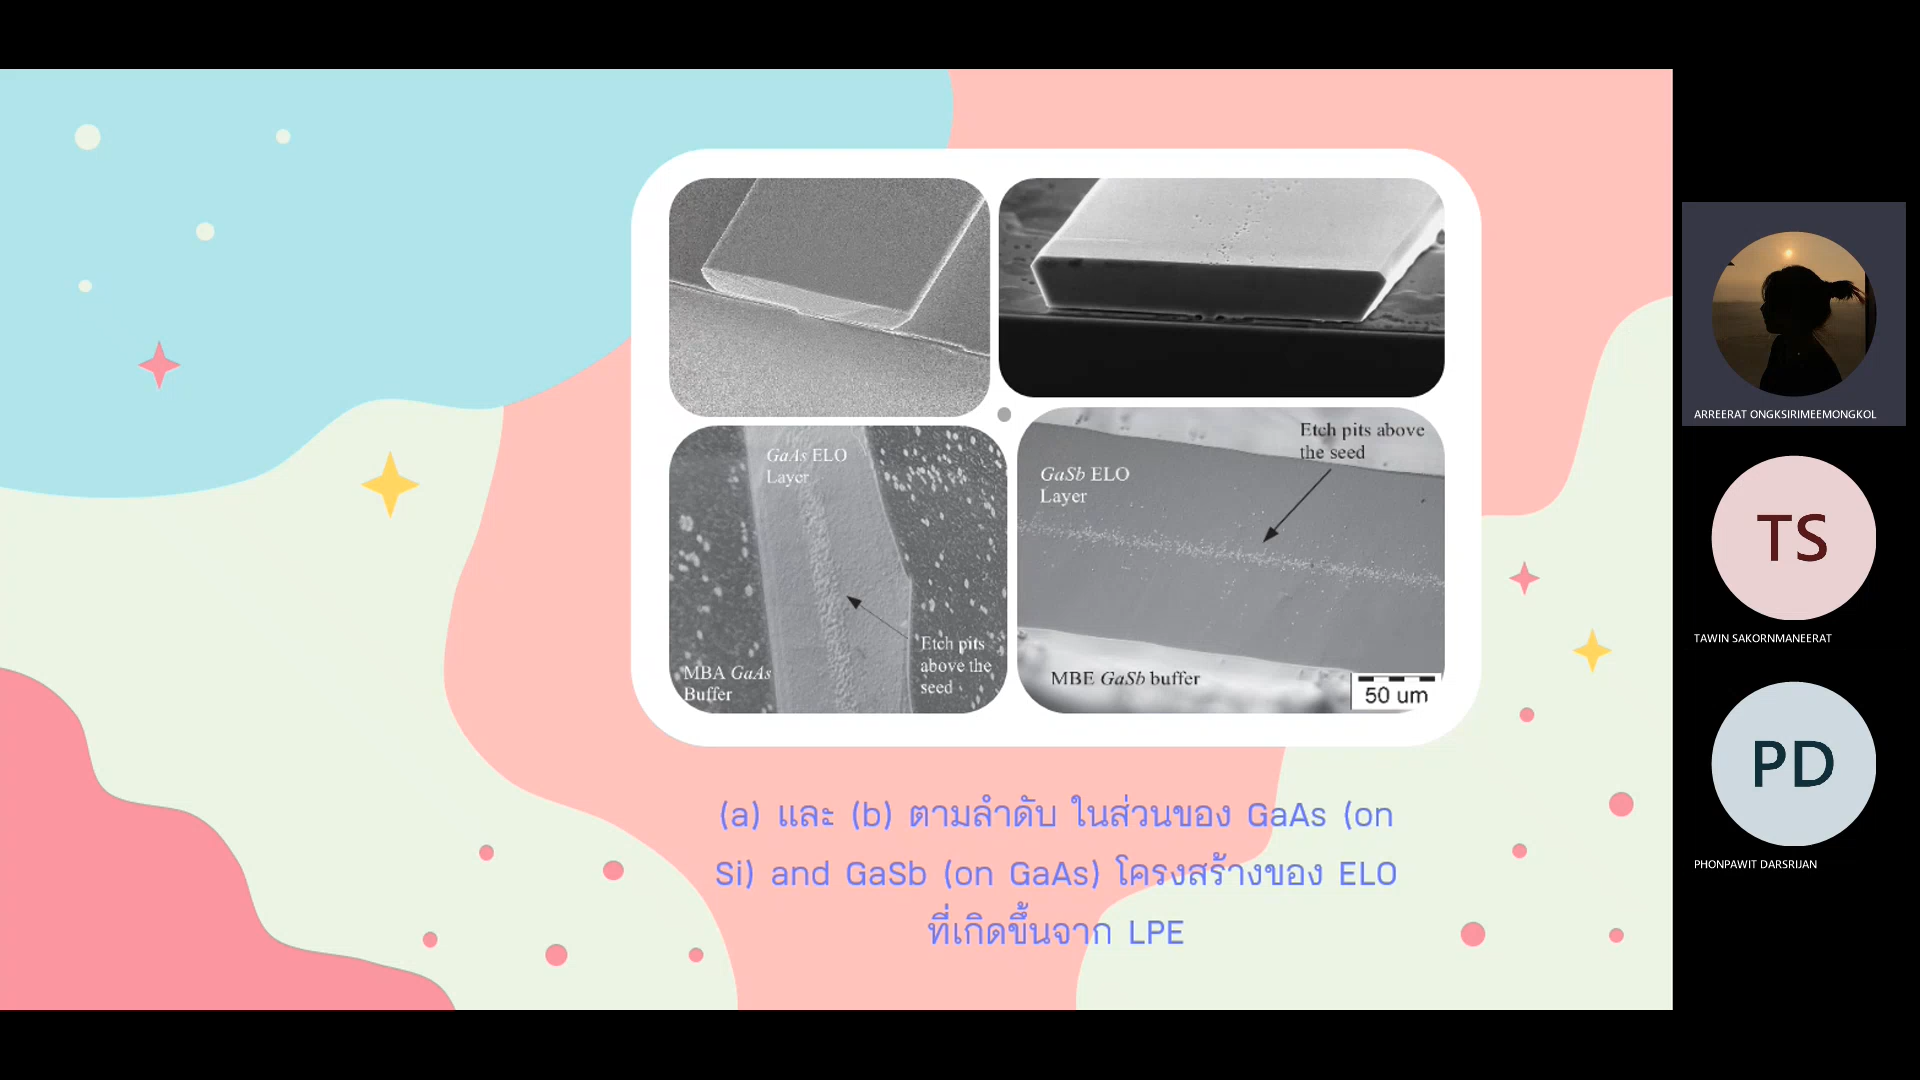 GaAs ELO
Layer
Etch pits
above the
seed
MBA GaAs
Buffer
Etch pits above
the seed
GaSb ELO
Layer
MBE GaSb buffer
50 um
(a) และ (b) ตามลำดับ ในส่วนของ GaAs (on
Si) and GaSb (on GaAs) โครงสร้างของ ELO
ที่เกิดขึ้นจาก LPE
ARREERAT ONGKSIRIMEEMONGKOL
TS
TAWIN SAKORNMANEERAT
PD
PHONPAWIT DARSRIJAN